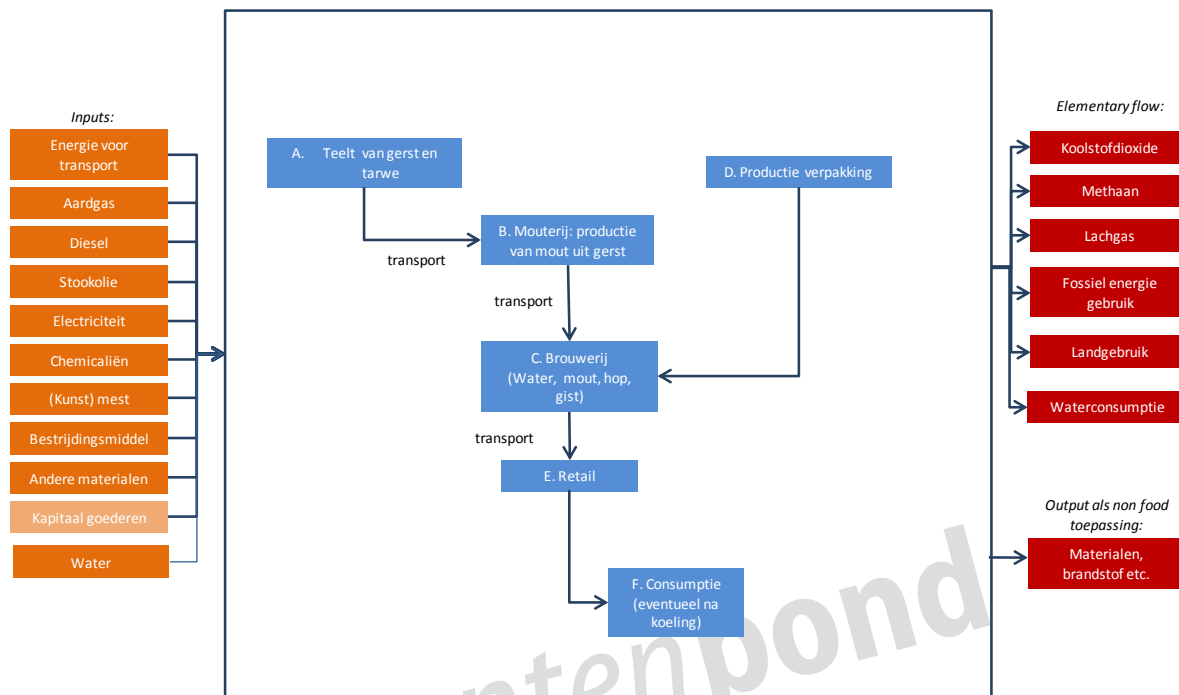 Inputs:
Energie voor
transport
Aardgas
Diesel
Stookolie
Electriciteit
Chemicaliën
(Kunst) mest
Bestrijdingsmiddel
Andere materialen
Kapitaal goederen
Water
A. Teelt van gerst en
tarwe
D. Productie verpakking
B. Mouterij: productie
van mout uit gerst
transport
transport
C. Brouwerij
(Water, mout, hop,
gist)
transport
E. Retail
F. Consumptie
(eventueel na
koeling)
Elementary flow:
Koolstofdioxide
Methaan
Lachgas
Fossiel energie
gebruik
Landgebruik
Waterconsumptie
Output als non food
toepassing:
Materialen,
brandstof etc.
ntenpond